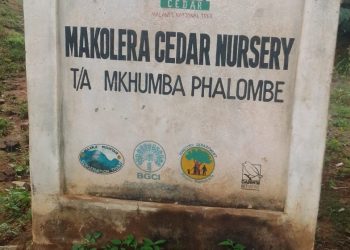 CEDAR
MALAWI'S NATIONAL TREE
MAKOLERA CEDAR NURSERY
T/A MKHUMBA PHALOMBE
BGCI